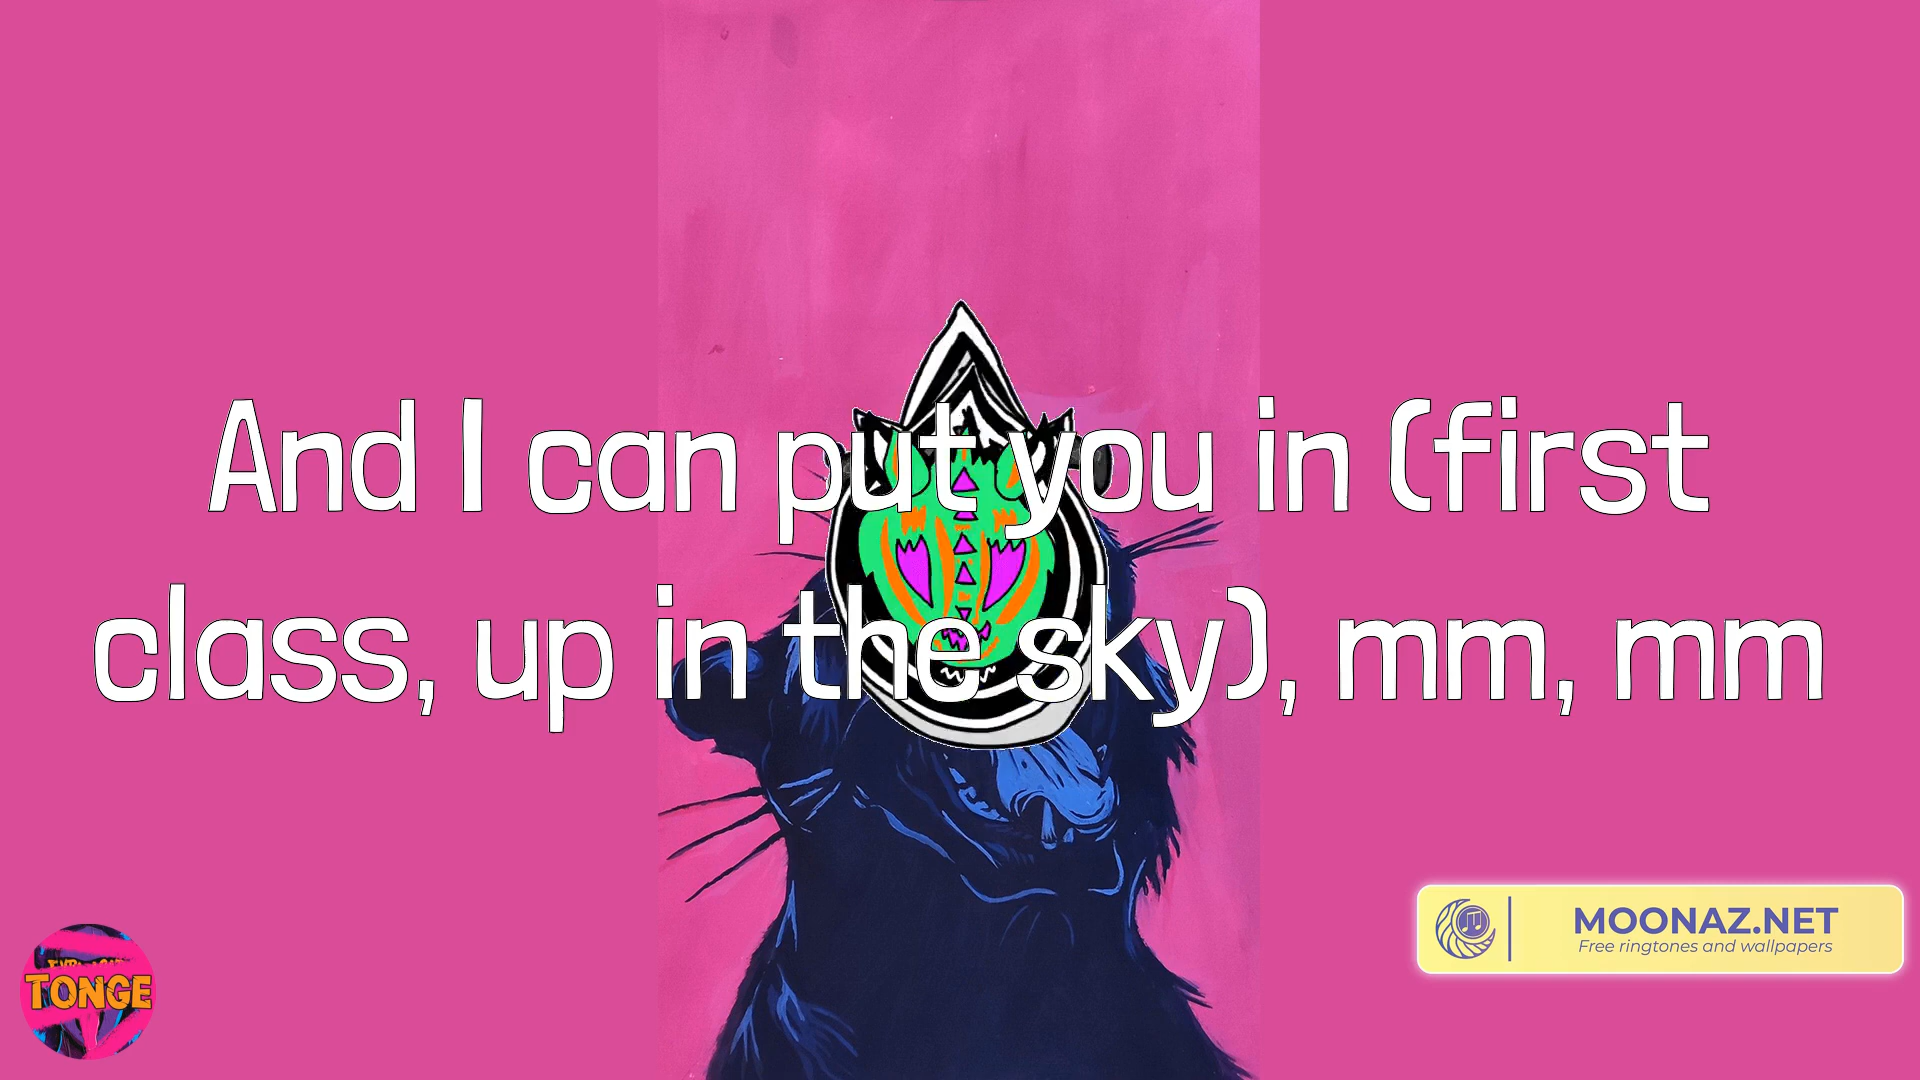 And I can put you in (first
class, up in the sky), mm, mm
MOONAZ.NET
Free ringtones and wallpapers
TONGE